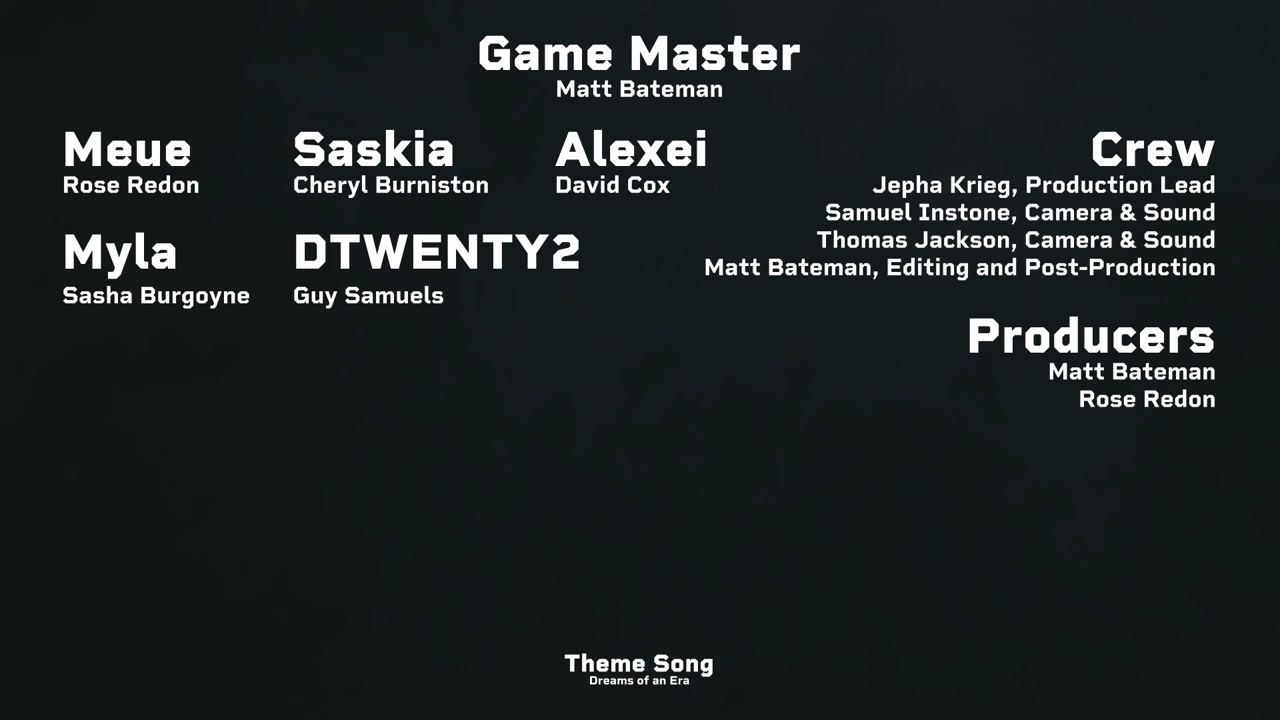 Game Master
Matt Bateman
Meue
Rose Redon
Saskia
Cheryl Burniston
Alexei
David Cox
Myla
Sasha Burgoyne
DTWENTY2
Guy Samuels
Crew
Jepha Krieg, Production Lead
Samuel Instone, Camera & Sound
Thomas Jackson, Camera & Sound
Matt Bateman, Editing and Post-Production
Producers
Matt Bateman
Rose Redon
Theme Song
Dreams of an Era